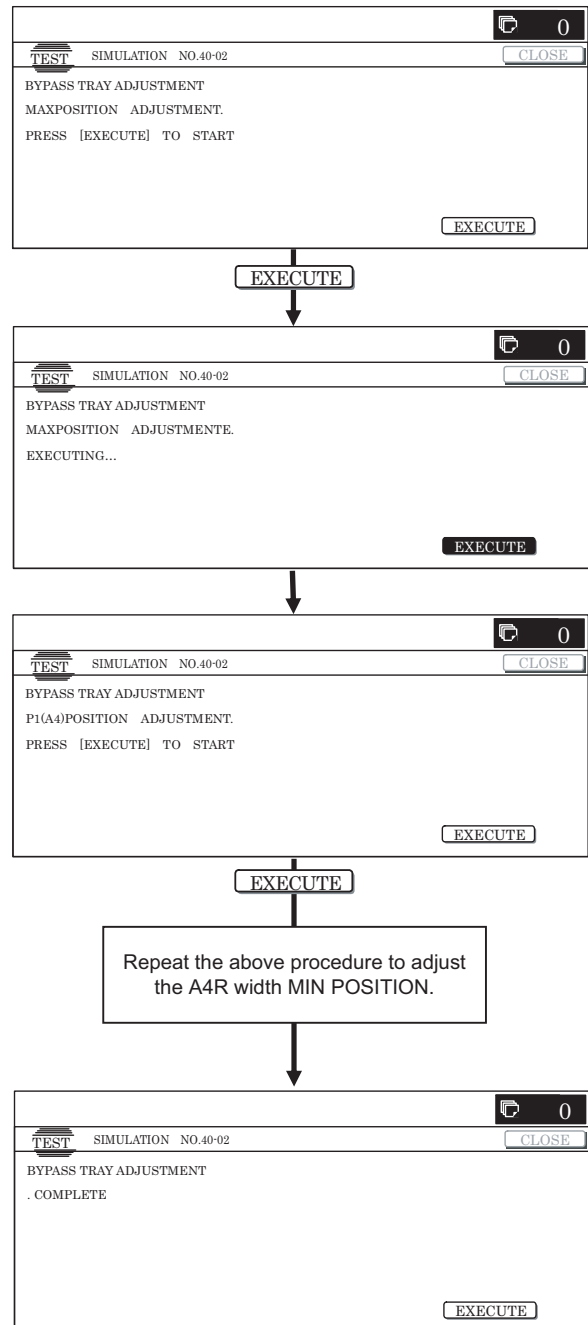 0
TEST SIMULATION NO.40-02 CLOSE
BYPASS TRAY ADJUSTMENT
MAXPOSITION ADJUSTMENT.
PRESS [EXECUTE] TO START
EXECUTE
EXECUTE
0
TEST SIMULATION NO.40-02 CLOSE
BYPASS TRAY ADJUSTMENT
MAXPOSITION ADJUSTMENTE.
EXECUTING...
EXECUTE
0
TEST SIMULATION NO.40-02 CLOSE
BYPASS TRAY ADJUSTMENT
P1(A4)POSITION ADJUSTMENT.
PRESS [EXECUTE] TO START
EXECUTE
EXECUTE
Repeat the above procedure to adjust
the A4R width MIN POSITION.
0
TEST SIMULATION NO.40-02 CLOSE
BYPASS TRAY ADJUSTMENT
. COMPLETE
EXECUTE